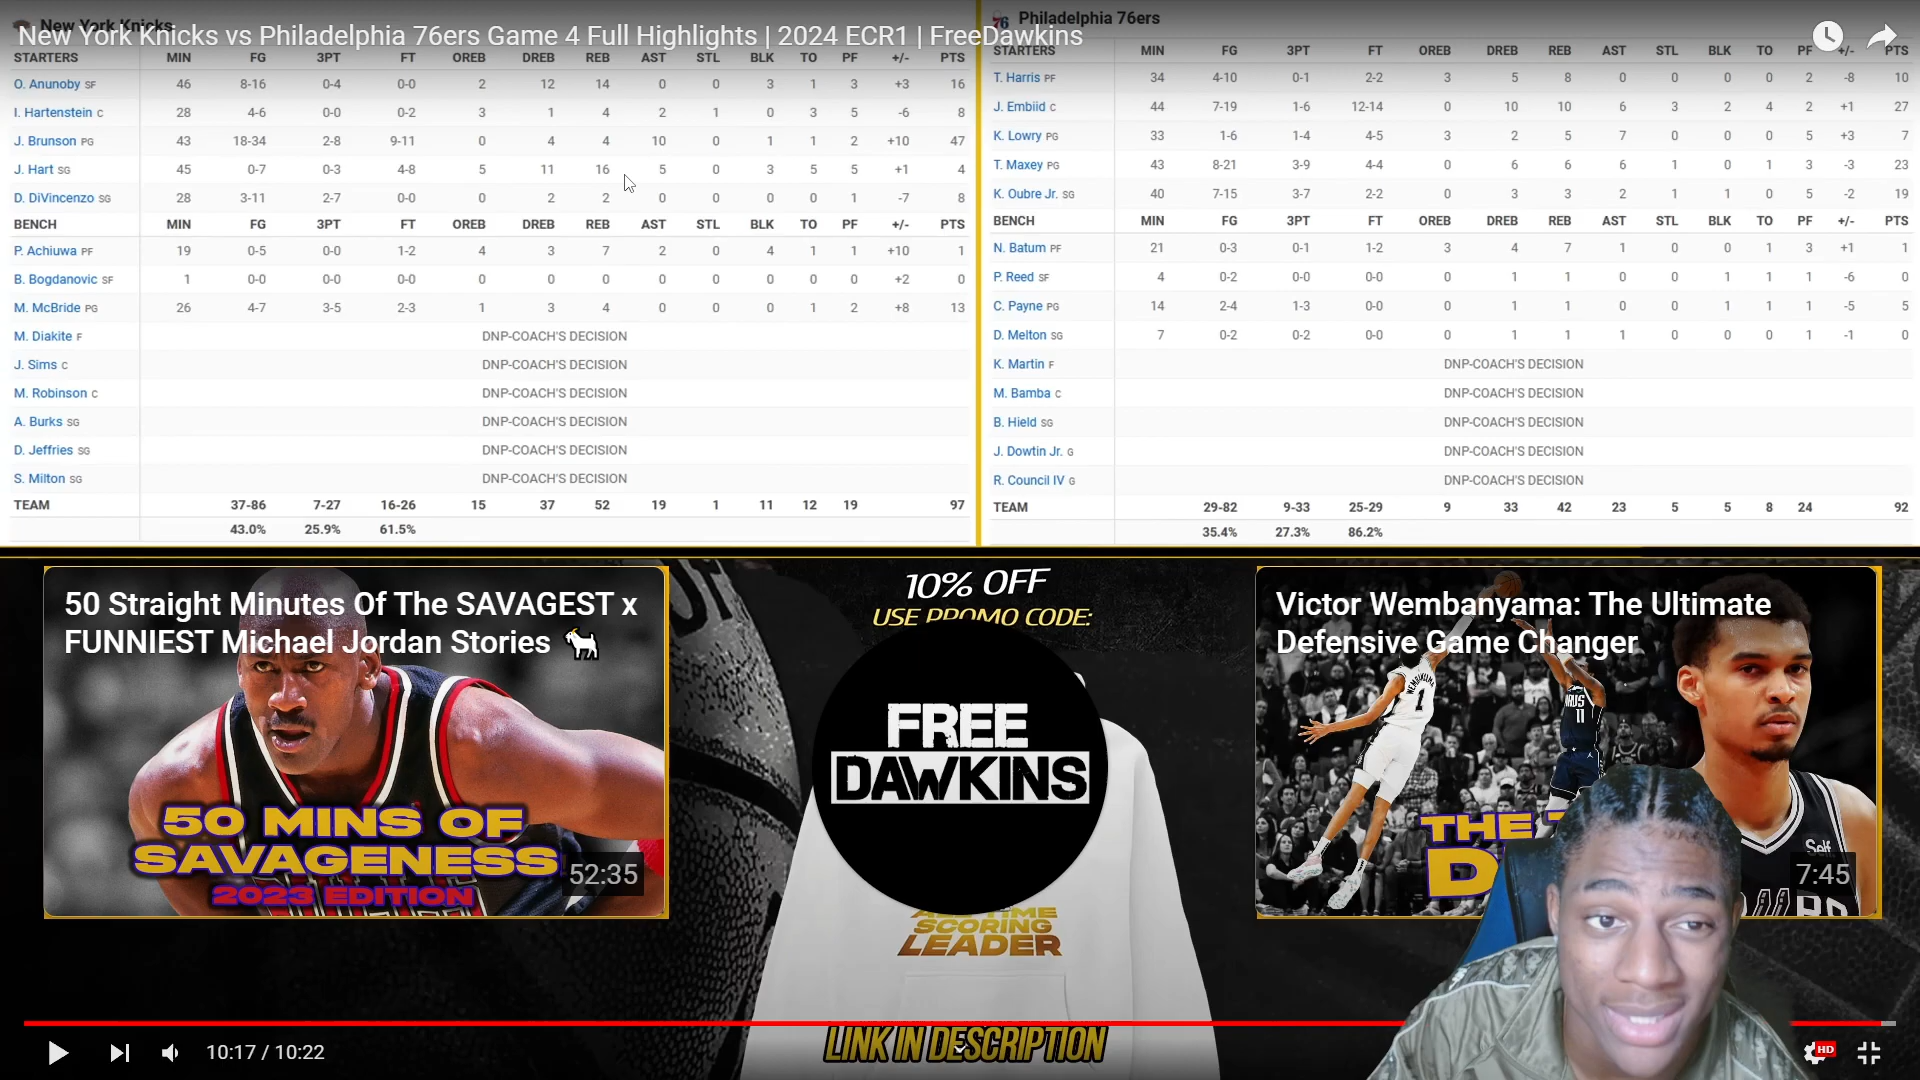 New York Knicks
New York Knicks vs Philadelphia 76ers Game 4 Full Highlights | 2024 ECR1 | FreeDawkins
STARTERS MIN FG 3PT FT OREB DREB REB AST STL BLK TO PF +/- PTS
O. Anunoby SF 46 8-16 0-4 0-0 2 12 14 0 0 3 1 3 +3 16
I. Hartenstein C 28 4-6 0-0 0-2 3 1 4 2 1 0 3 5 -6 8
J. Brunson PG 43 18-34 2-8 9-11 0 4 4 10 0 1 1 2 +10 47
J. Hart SG 45 0-7 0-3 4-8 5 11 16 5 0 3 5 5 +1 4
D. DiVincenzo SG 28 3-11 2-7 0-0 0 2 2 0 0 0 0 1 -7 8
BENCH MIN FG 3PT FT OREB DREB REB AST STL BLK TO PF +/- PTS
P. Achiuwa PF 19 0-5 0-0 1-2 4 3 7 2 0 4 1 1 +10 1
B. Bogdanovic SF 1 0-0 0-0 0-0 0 0 0 0 0 0 0 0 +2 0
M. McBride PG 26 4-7 3-5 2-3 1 3 4 0 0 0 1 2 +8 13
M. Diakite F DNP-COACH'S DECISION
J. Sims C DNP-COACH'S DECISION
M. Robinson C DNP-COACH'S DECISION
A. Burks SG DNP-COACH'S DECISION
D. Jeffries SG DNP-COACH'S DECISION
S. Milton SG DNP-COACH'S DECISION
TEAM 37-86 7-27 16-26 15 37 52 19 1 11 12 19 97
43.0% 25.9% 61.5%
76 Philadelphia 76ers
STARTERS MIN FG 3PT FT OREB DREB REB AST STL BLK TO PF +/- PTS
T. Harris PF 34 4-10 0-1 2-2 3 5 8 0 0 0 0 2 -8 10
J. Embiid C 44 7-19 1-6 12-14 0 10 10 6 3 2 4 2 +1 27
K. Lowry PG 33 1-6 1-4 4-5 3 2 5 7 0 0 0 5 +3 7
T. Maxey PG 43 8-21 3-9 4-4 0 6 6 6 1 0 1 3 -3 23
K. Oubre Jr. SG 40 7-15 3-7 2-2 0 3 3 2 1 1 0 5 -2 19
BENCH MIN FG 3PT FT OREB DREB REB AST STL BLK TO PF +/- PTS
N. Batum PF 21 0-3 0-1 1-2 3 4 7 1 0 0 1 3 +1 1
P. Reed SF 4 0-2 0-0 0-0 0 1 1 0 0 1 1 1 -6 0
C. Payne PG 14 2-4 1-3 0-0 0 1 1 0 0 1 1 1 -5 5
D. Melton SG 7 0-2 0-2 0-0 0 1 1 1 0 0 0 1 -1 0
K. Martin F DNP-COACH'S DECISION
M. Bamba C DNP-COACH'S DECISION
B. Hield SG DNP-COACH'S DECISION
J. Dowtin Jr. G DNP-COACH'S DECISION
R. Council IV G DNP-COACH'S DECISION
TEAM 29-82 9-33 25-29 9 33 42 23 5 5 8 24 92
35.4% 27.3% 86.2%
50 Straight Minutes Of The SAVAGEST x
FUNNIEST Michael Jordan Stories
50 MINS OF
SAVAGENESS
2023 EDITION
52:35
10% OFF
USE PROMO CODE:
FREE
DAWKINS
SCORING
LEADER
LINK IN DESCRIPTION
Victor Wembanyama: The Ultimate
Defensive Game Changer
WEMBANYAMA
1
11
THE
Self
7:45
10:17 / 10:22
HD